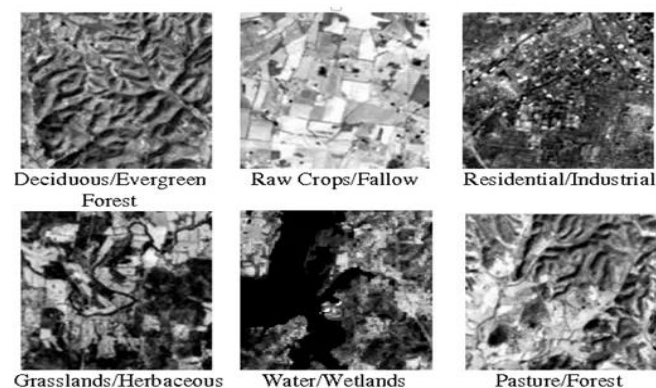 Deciduous/Evergreen
Forest
Raw Crops/Fallow
Residential/Industrial
Grasslands/Herbaceous
Water/Wetlands
Pasture/Forest